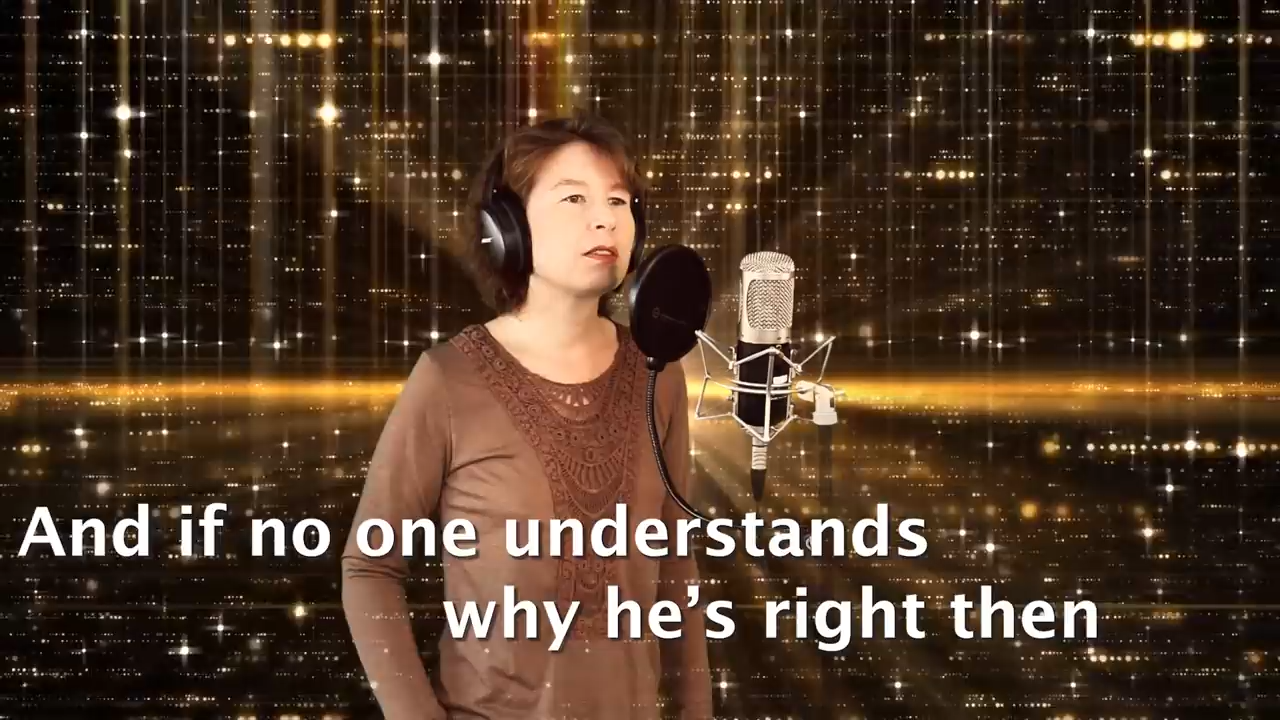 And if no one understands
why he’s right then